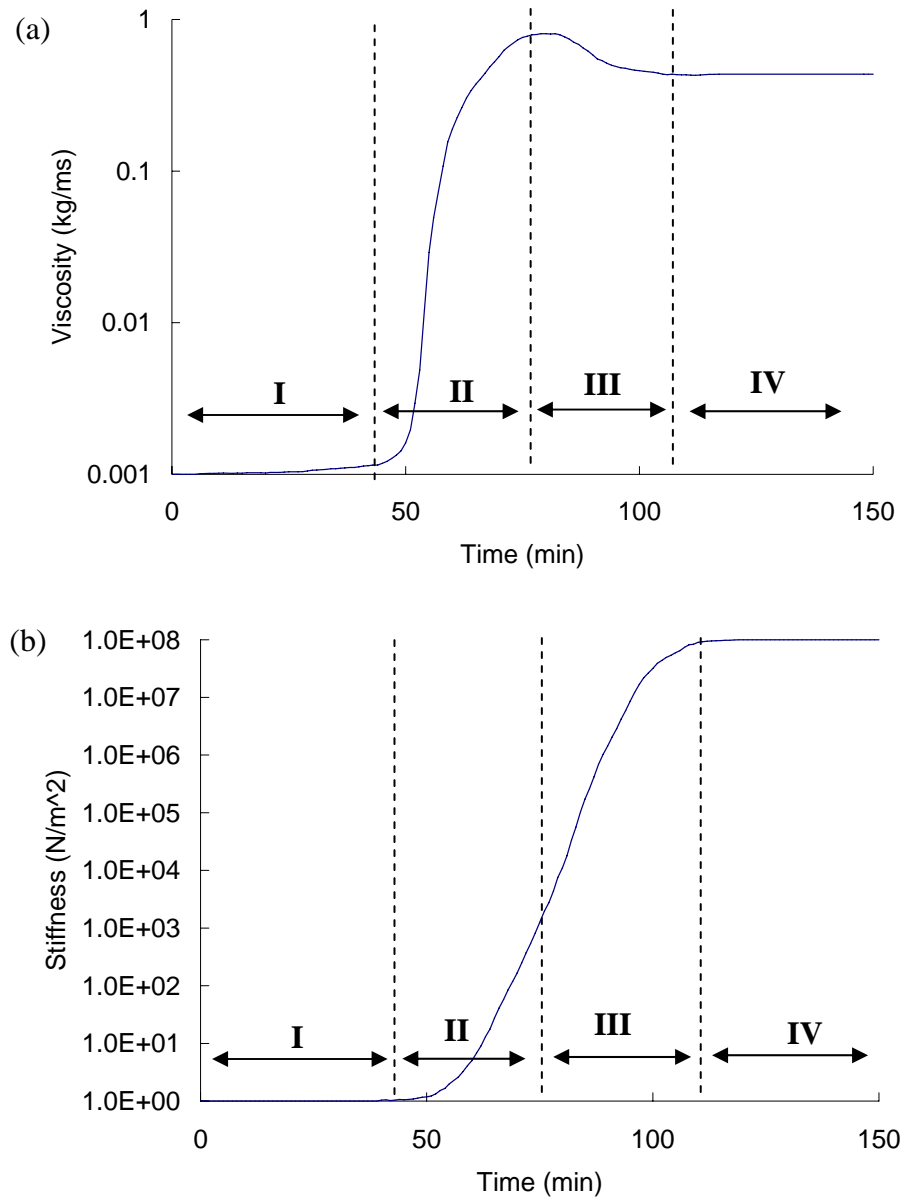 (a)
Viscosity (kg/ms)
1
0.1
0.01
0.001
I
II
III
IV
0
50
100
150
Time (min)
(b)
Stiffness (N/m^2)
1.0E+08
1.0E+07
1.0E+06
1.0E+05
1.0E+04
1.0E+03
1.0E+02
1.0E+01
1.0E+00
I
II
III
IV
0
50
100
150
Time (min)